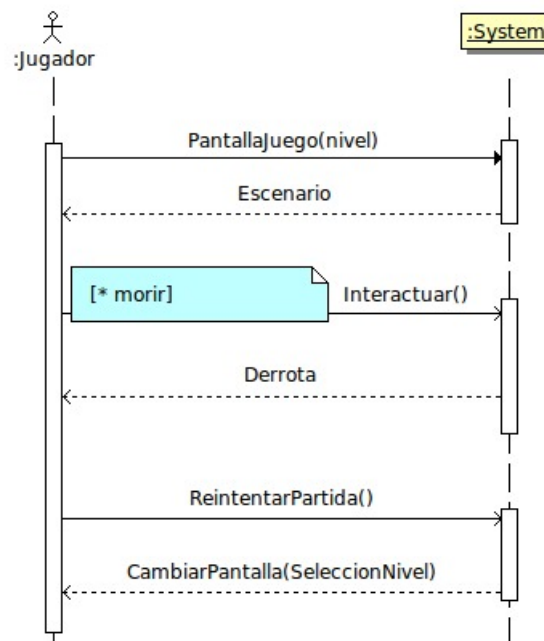 :Jugador
:System
PantallaJuego(nivel)
Escenario
[* morir]
Interactuar()
Derrota
ReintentarPartida()
CambiarPantalla(SeleccionNivel)